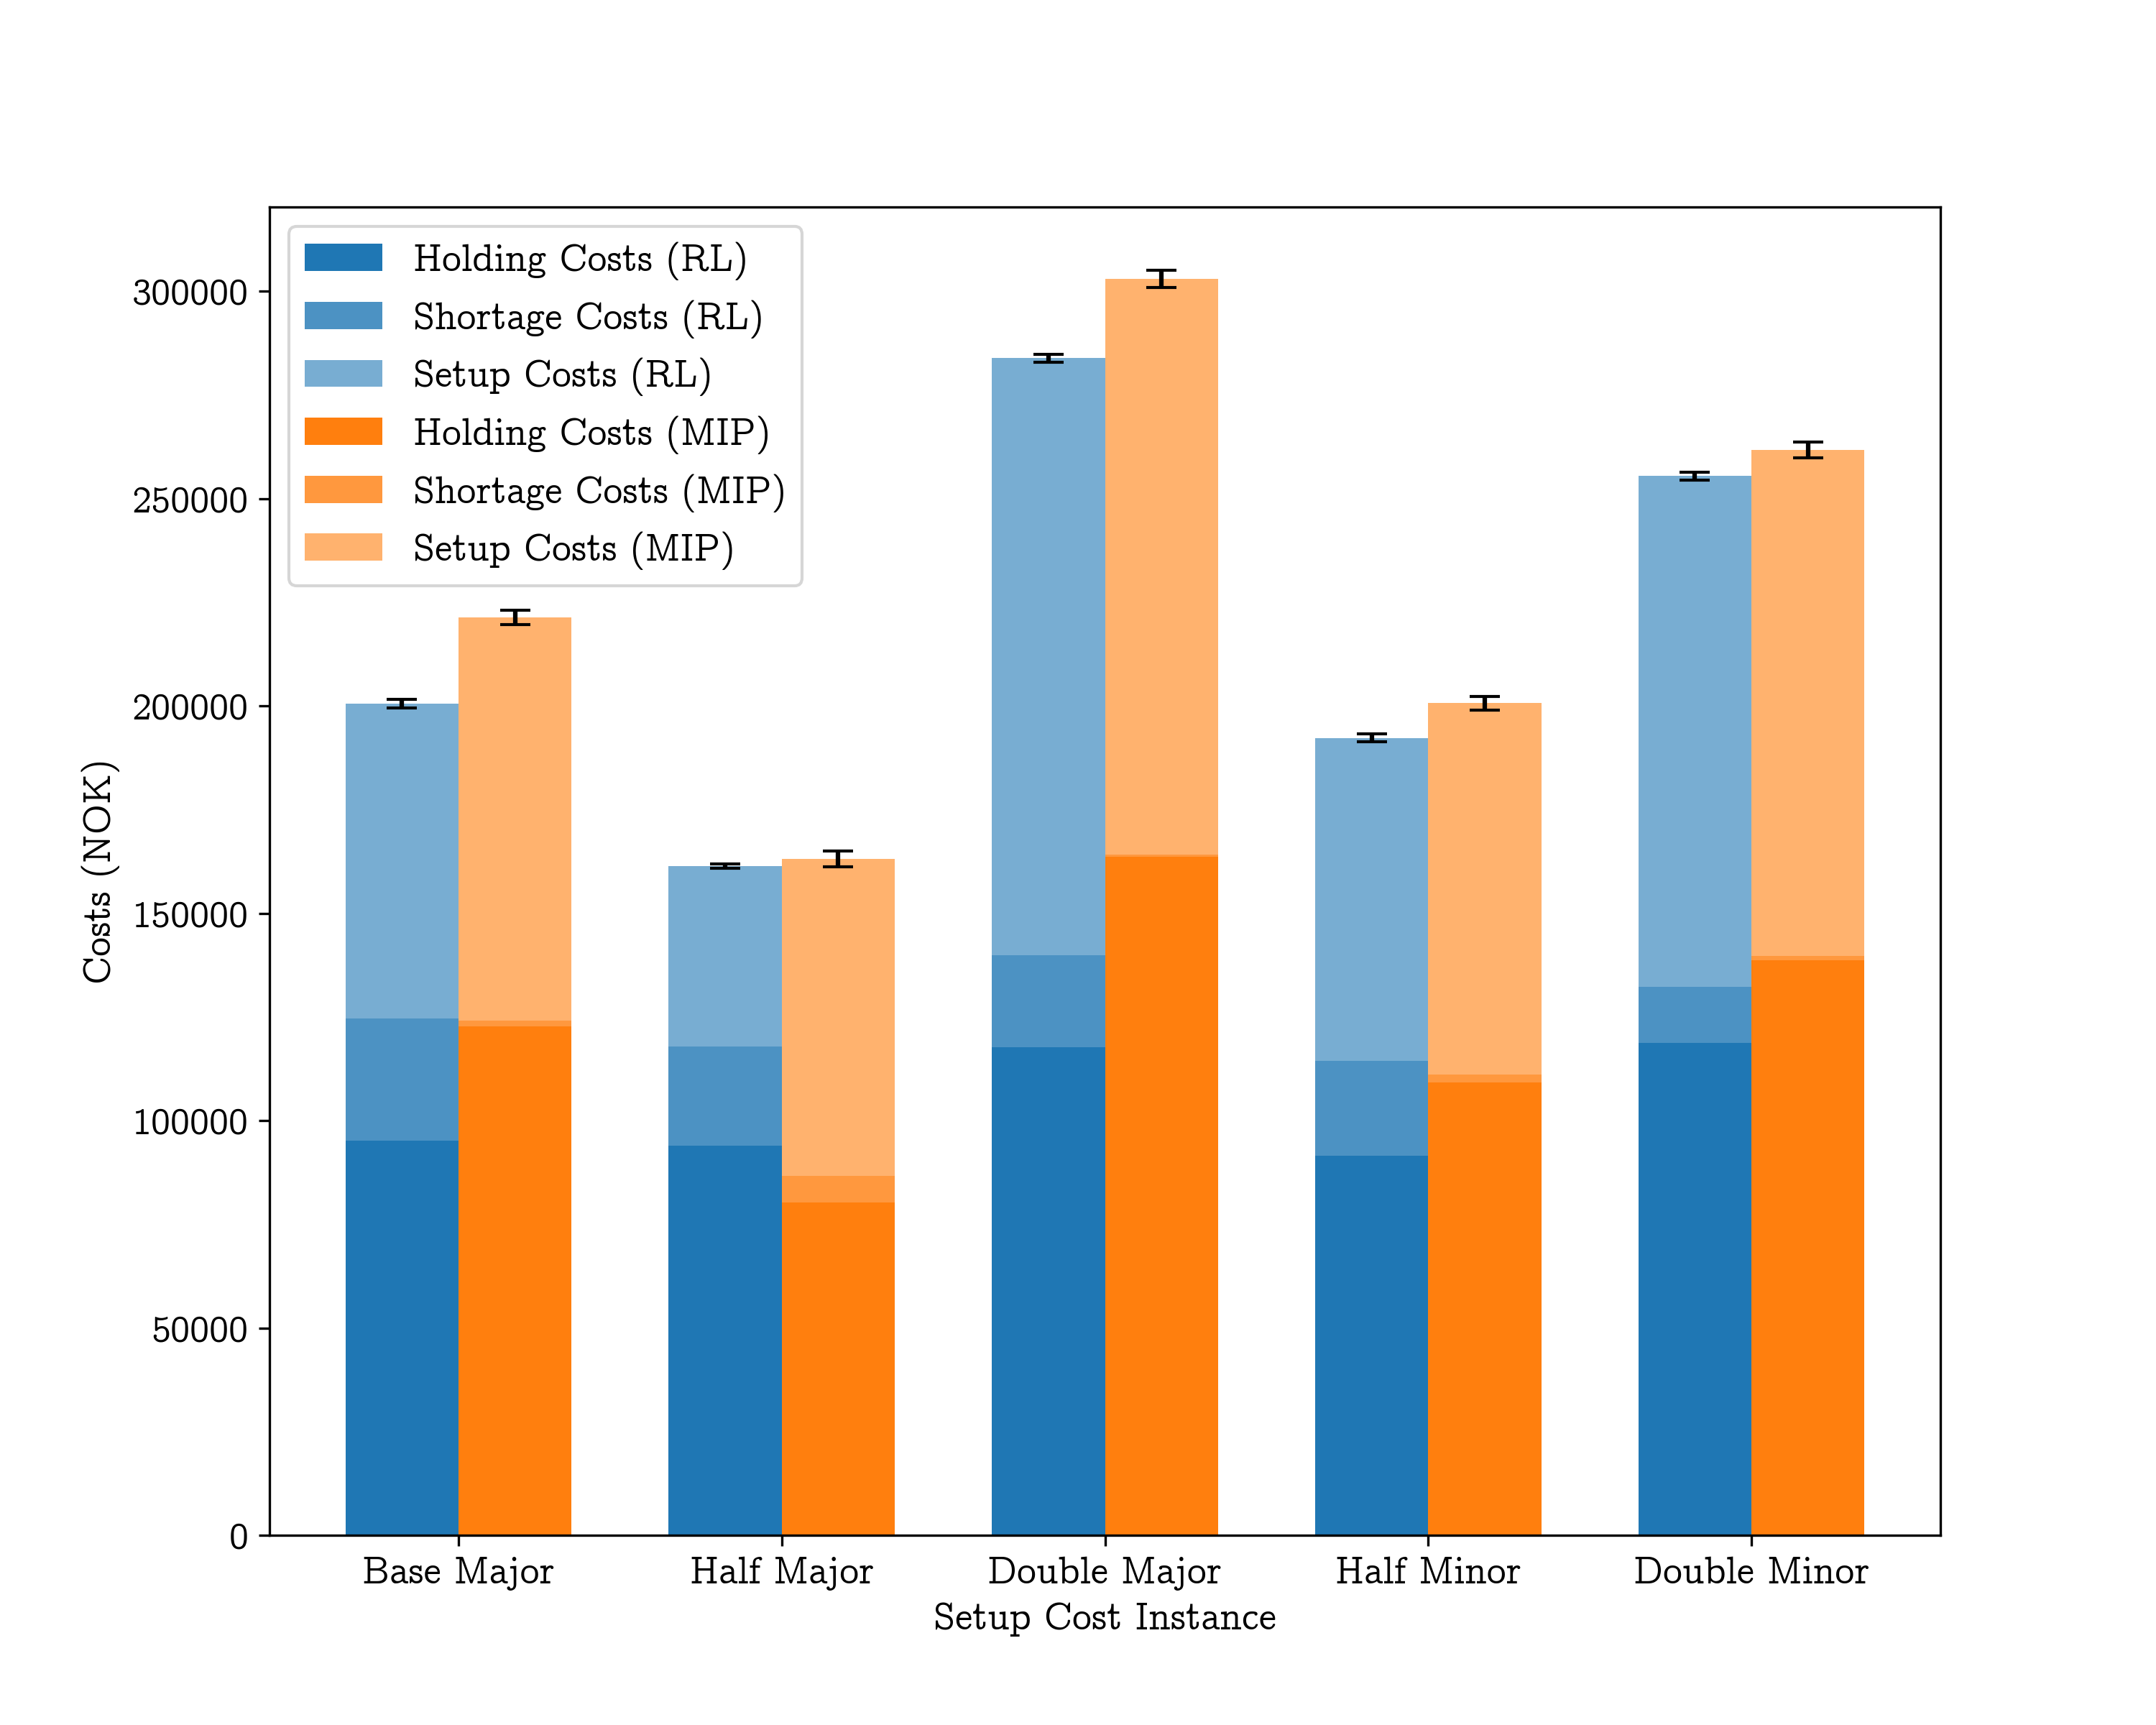 Holding Costs (RL)
Shortage Costs (RL)
Setup Costs (RL)
Holding Costs (MIP)
Shortage Costs (MIP)
Setup Costs (MIP)
300000
250000
200000
150000
100000
50000
0
Costs (NOK)
Base Major
Half Major
Double Major
Half Minor
Double Minor
Setup Cost Instance